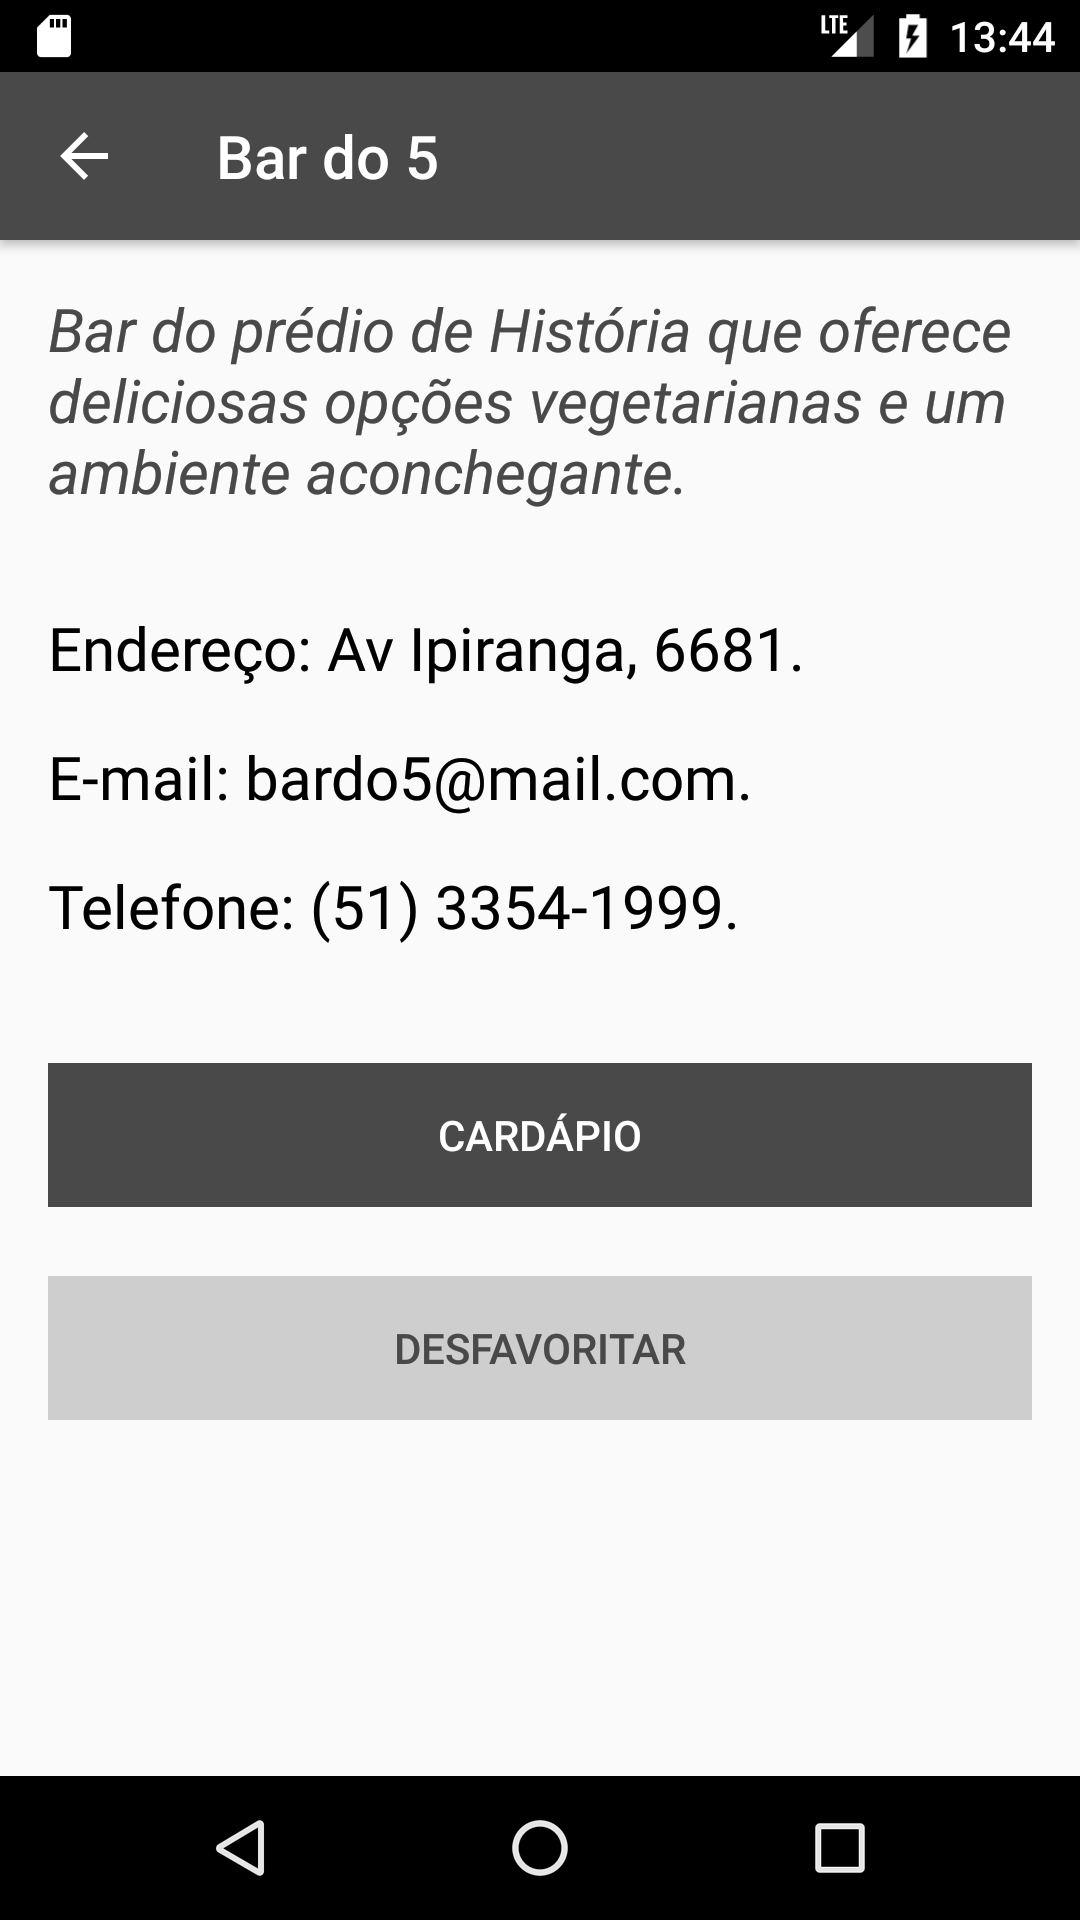 LTE 13:44
Bar do 5
Bar do prédio de História que oferece
deliciosas opções vegetarianas e um
ambiente aconchegante.
Endereço: Av Ipiranga, 6681.
E-mail: bardo5@mail.com.
Telefone: (51) 3354-1999.
CARDÁPIO
DESFAVORITAR